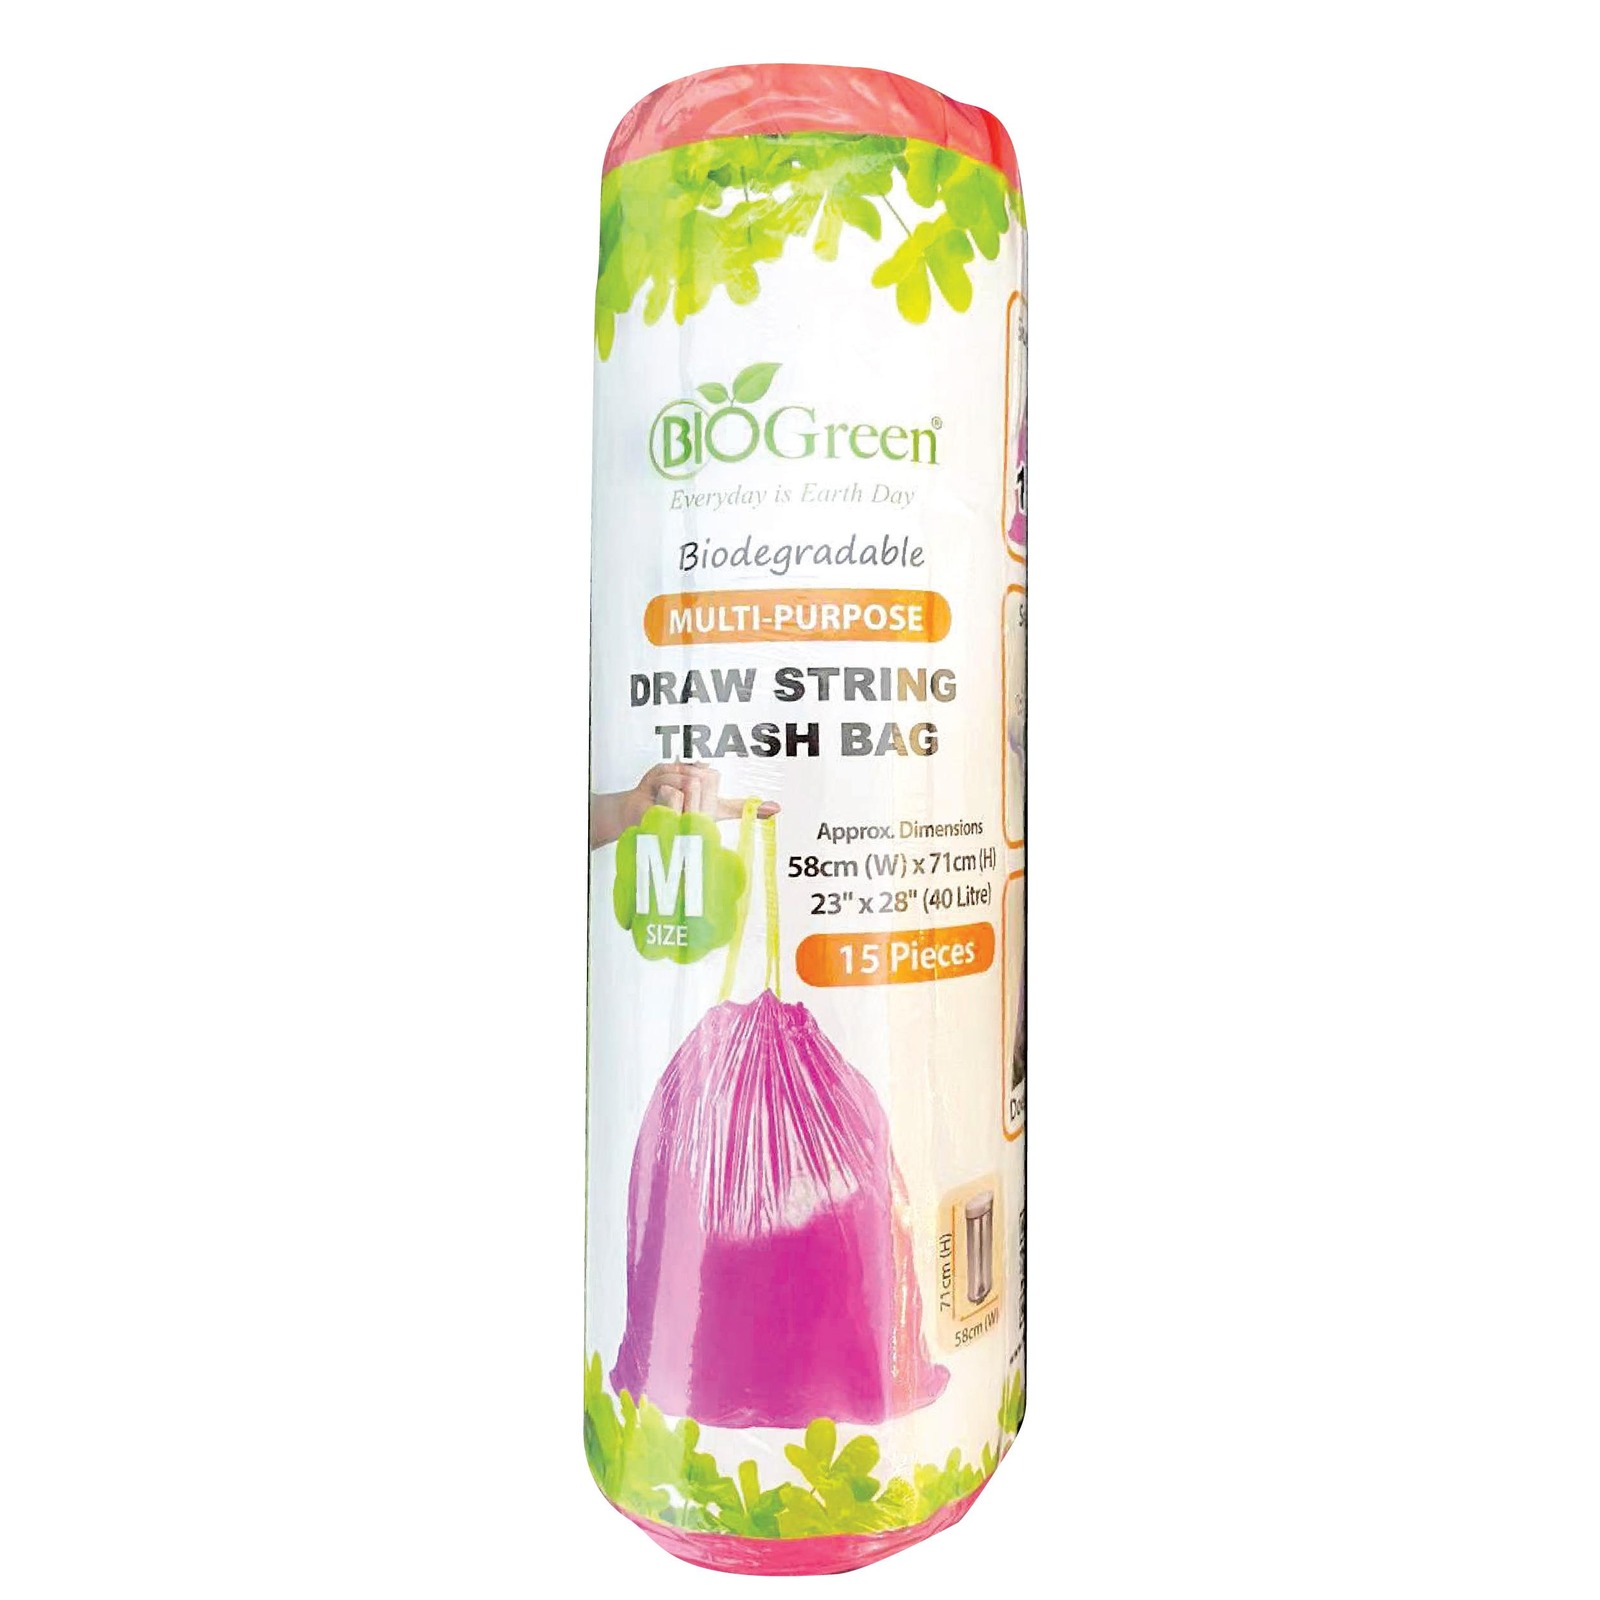 BIOGreen®
Everyday is Earth Day
Biodegradable
MULTI-PURPOSE
DRAW STRING
TRASH BAG
M
SIZE
Approx. Dimensions
58cm (W) x 71cm (H)
23" x 28" (40 Litre)
15 Pieces
71cm (H)
58cm (W)